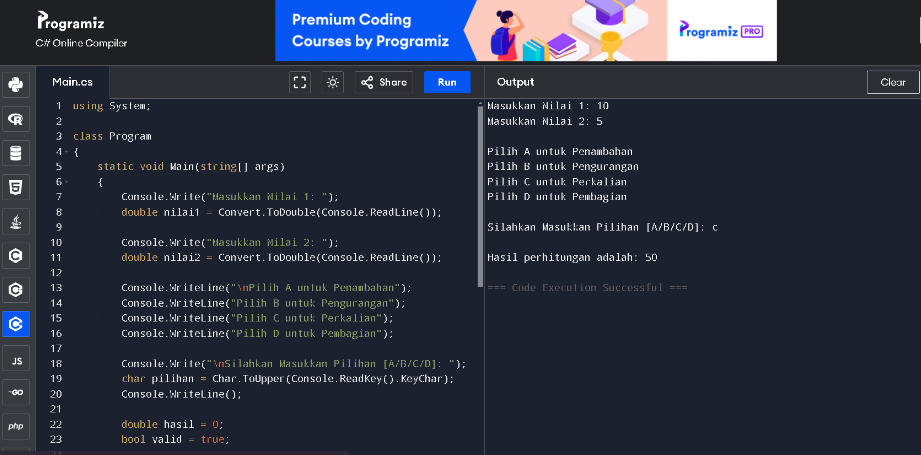 Programiz
C# Online Compiler
Premium Coding
Courses by Programiz
Programiz PRO
Main.cs
Share
Run
Output
Clear
1 using System;
2
3 class Program
4 {
5 static void Main(string[] args)
6 {
7 Console.Write("Masukkan Nilai 1: ");
8 double nilai1 = Convert.ToDouble(Console.ReadLine());
9
10 Console.Write("Masukkan Nilai 2: ");
11 double nilai2 = Convert.ToDouble(Console.ReadLine());
12
13 Console.WriteLine("\nPilih A untuk Penambahan");
14 Console.WriteLine("Pilih B untuk Pengurangan");
15 Console.WriteLine("Pilih C untuk Perkalian");
16 Console.WriteLine("Pilih D untuk Pembagian");
17
18 Console.Write("\nSilahkan Masukkan Pilihan [A/B/C/D]: ");
19 char pilihan = Char.ToUpper(Console.ReadKey().KeyChar);
20 Console.WriteLine();
21
22 double hasil = 0;
23 bool valid = true;
Masukkan Nilai 1: 10
Masukkan Nilai 2: 5
Pilih A untuk Penambahan
Pilih B untuk Pengurangan
Pilih C untuk Perkalian
Pilih D untuk Pembagian
Silahkan Masukkan Pilihan [A/B/C/D]: c
Hasil perhitungan adalah: 50
=== Code Execution Successful ===
R
5
C
C
C
JS
GO
php